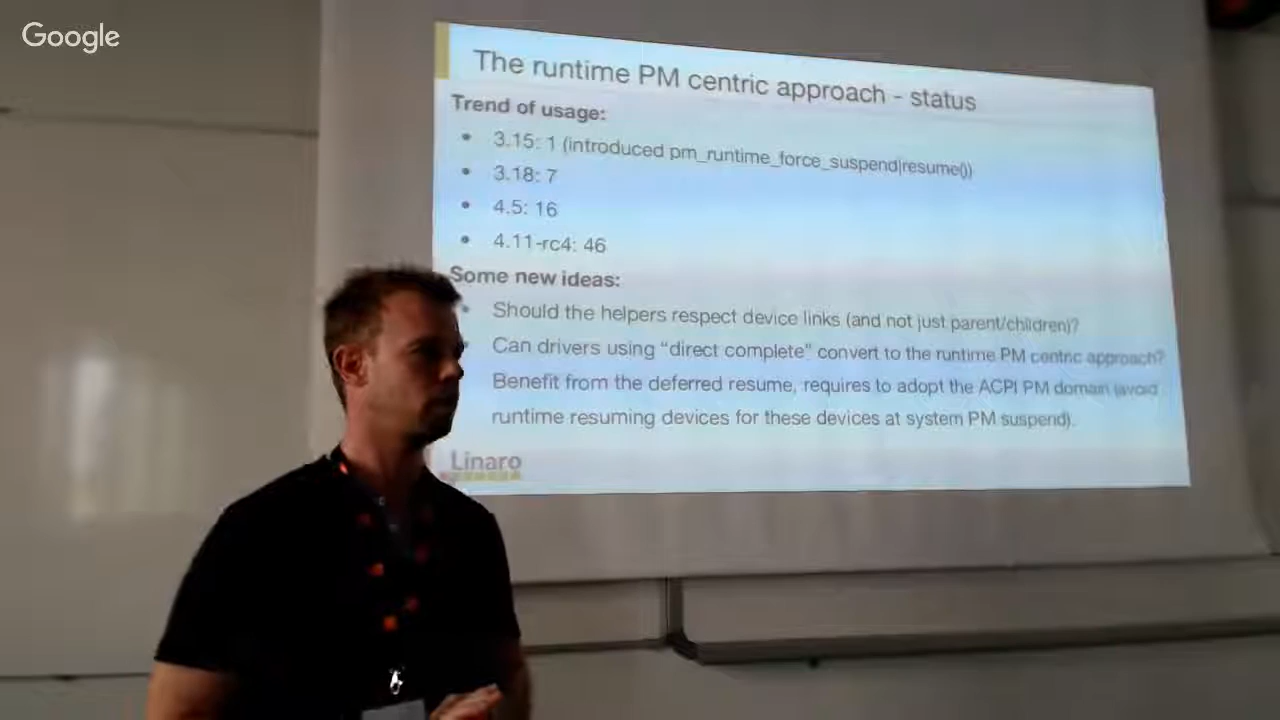 Google
The runtime PM centric approach - status
Trend of usage:
• 3.15: 1 (introduced pm_runtime_force_suspend|resume())
• 3.18: 7
• 4.5: 16
• 4.11-rc4: 46
Some new ideas:
• Should the helpers respect device links (and not just parent/children)?
• Can drivers using “direct complete” convert to the runtime PM centric approach?
Benefit from the deferred resume, requires to adopt the ACPI PM domain (avoid
runtime resuming devices for these devices at system PM suspend).
Linaro